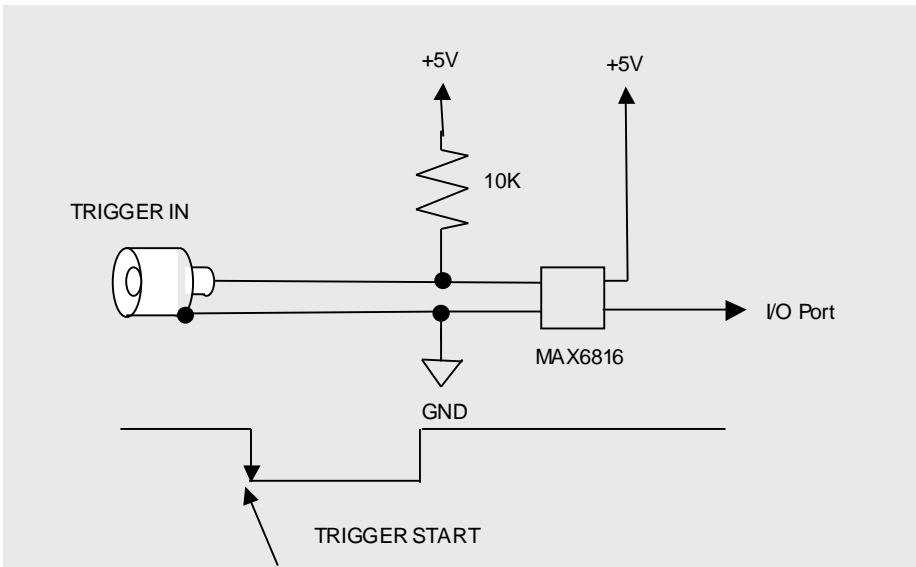 +5V
+5V
10K
TRIGGER IN
I/O Port
MAX6816
GND
TRIGGER START